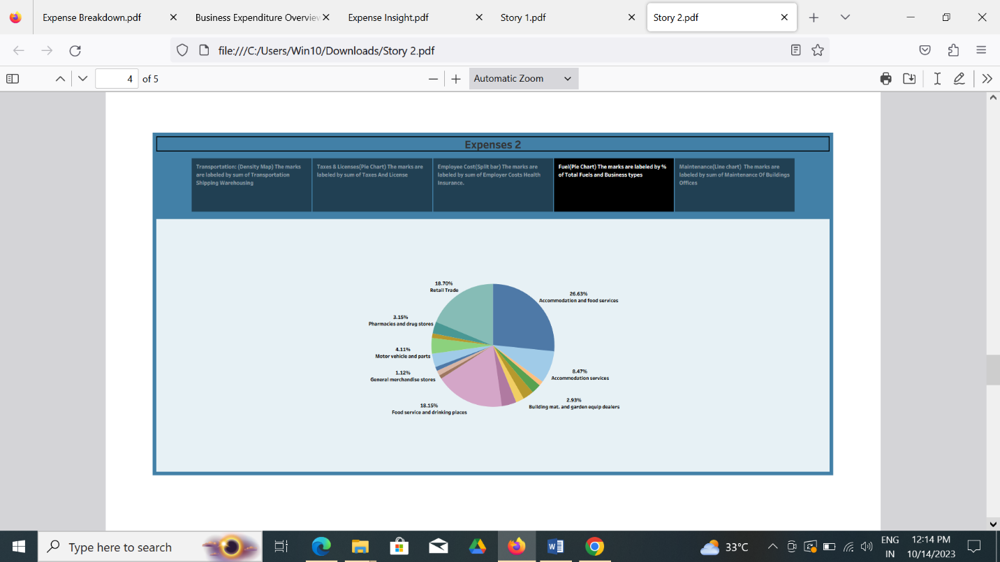 Expense Breakdown.pdf
Business Expenditure Overview
Expense Insight.pdf
Story 1.pdf
Story 2.pdf
file:///C:/Users/Win10/Downloads/Story 2.pdf
4 of 5
Automatic Zoom
Expenses 2
Transportation: (Density Map) The marks
are labeled by sum of Transportation
Shipping Warehousing
Taxes & Licenses(Pie Chart) The marks are
labeled by sum of Taxes And License
Employee Cost(Split bar) The marks are
labeled by sum of Employer Costs Health
Insurance.
Fuel(Pie Chart) The marks are labeled by %
of Total Fuels and Business types
Maintenance(Line chart) The marks are
labeled by sum of Maintenance Of Buildings
Offices
18.70%
Retail Trade
26.63%
Accommodation and food services
3.15%
Pharmacies and drug stores
4.11%
Motor vehicle and parts
8.47%
Accommodation services
1.12%
General merchandise stores
2.93%
Building mat. and garden equip dealers
18.15%
Food service and drinking places
Type here to search
33°C
ENG
IN
12:14 PM
10/14/2023